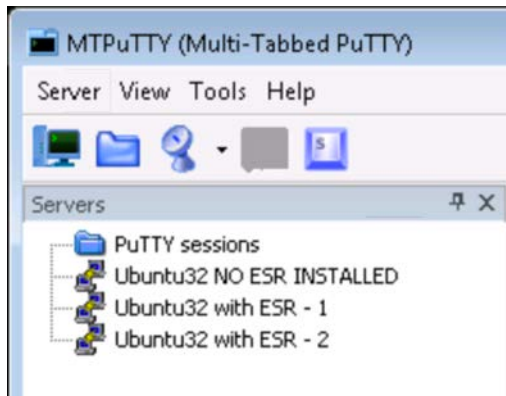 MTPuTTY (Multi-Tabbed PuTTY)
Server View Tools Help
S
Servers
PuTTY sessions
Ubuntu32 NO ESR INSTALLED
Ubuntu32 with ESR - 1
Ubuntu32 with ESR - 2